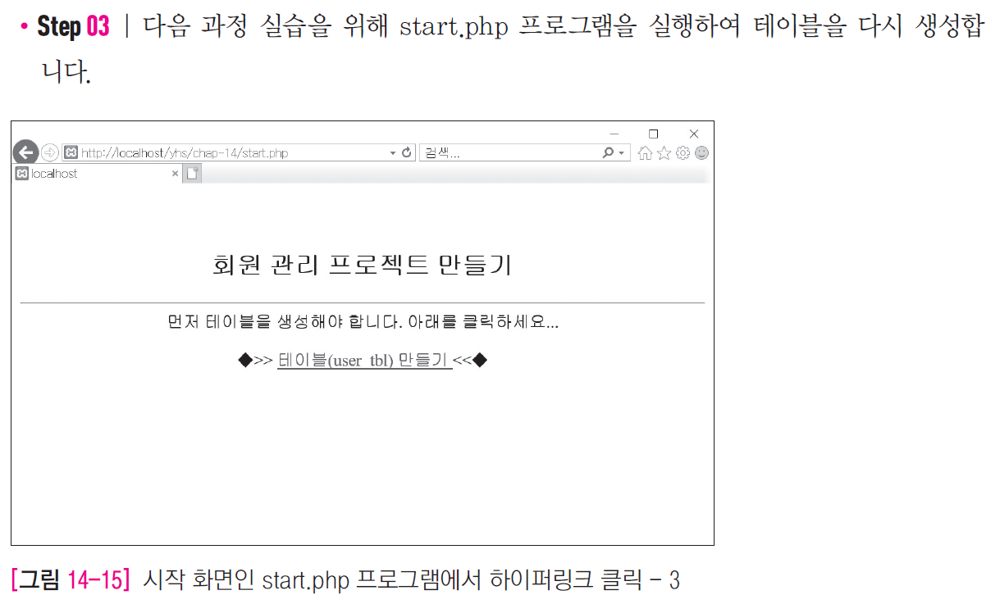 • Step 03 | 다음 과정 실습을 위해 start.php 프로그램을 실행하여 테이블을 다시 생성합
니다.
http://localhost/yhs/chap-14/start.php 검색...
localhost
회원 관리 프로젝트 만들기
먼저 테이블을 생성해야 합니다. 아래를 클릭하세요...
◆>> 테이블(user_tbl) 만들기 <<◆
[그림 14-15] 시작 화면인 start.php 프로그램에서 하이퍼링크 클릭 - 3